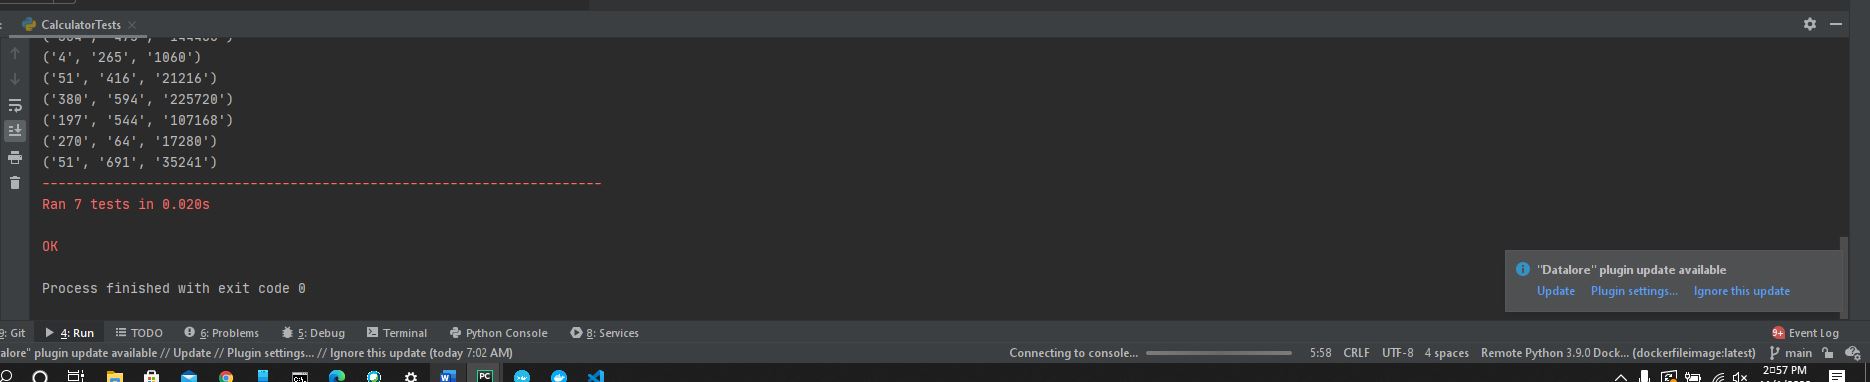 CalculatorTests
('4', '265', '1060')
('51', '416', '21216')
('380', '594', '225720')
('197', '544', '107168')
('270', '64', '17280')
('51', '691', '35241')
----------------------------------------------------------------------
Ran 7 tests in 0.020s
OK
"Datalore" plugin update available
Update Plugin settings... Ignore this update
Process finished with exit code 0
9: Git 4: Run TODO 6: Problems 5: Debug Terminal Python Console 8: Services 9+ Event Log
alore" plugin update available // Update // Plugin settings... // Ignore this update (today 7:02 AM) Connecting to console... 5:58 CRLF UTF-8 4 spaces Remote Python 3.9.0 Dock... (dockerfileimage:latest) main
2:57 PM